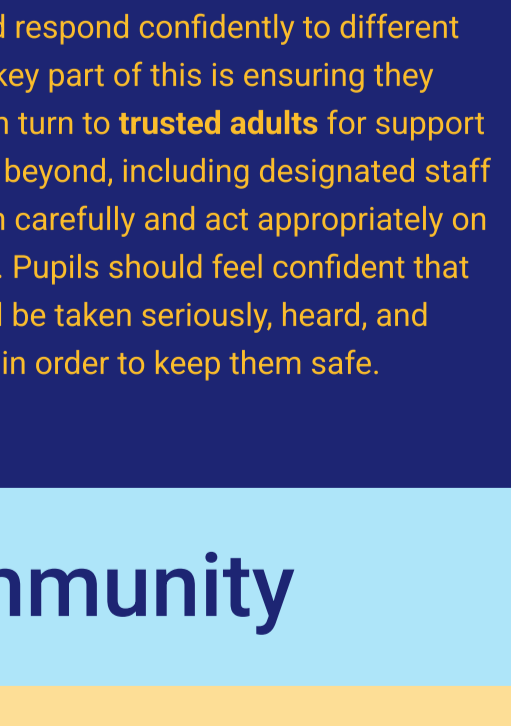 respond confidently to different
key part of this is ensuring they
turn to trusted adults for support
beyond, including designated staff
carefully and act appropriately on
. Pupils should feel confident that
be taken seriously, heard, and
in order to keep them safe.
mmunity